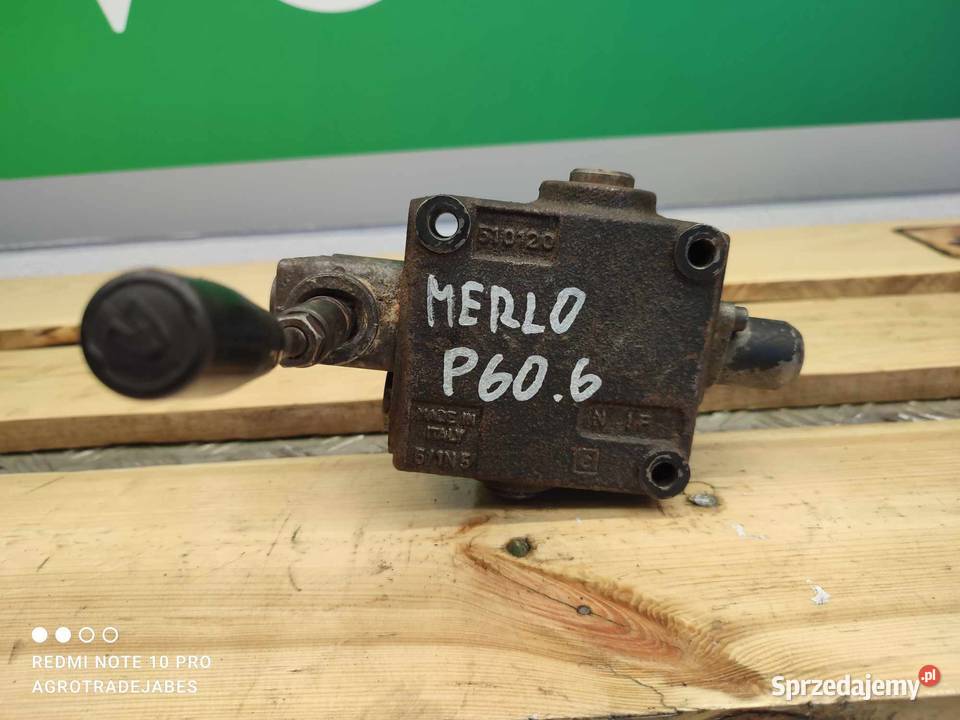 510120
MERLO
P60.6
MADE IN
ITALY
REDMI NOTE 10 PRO
AGROTRADEJABES
Sprzedajemy.pl